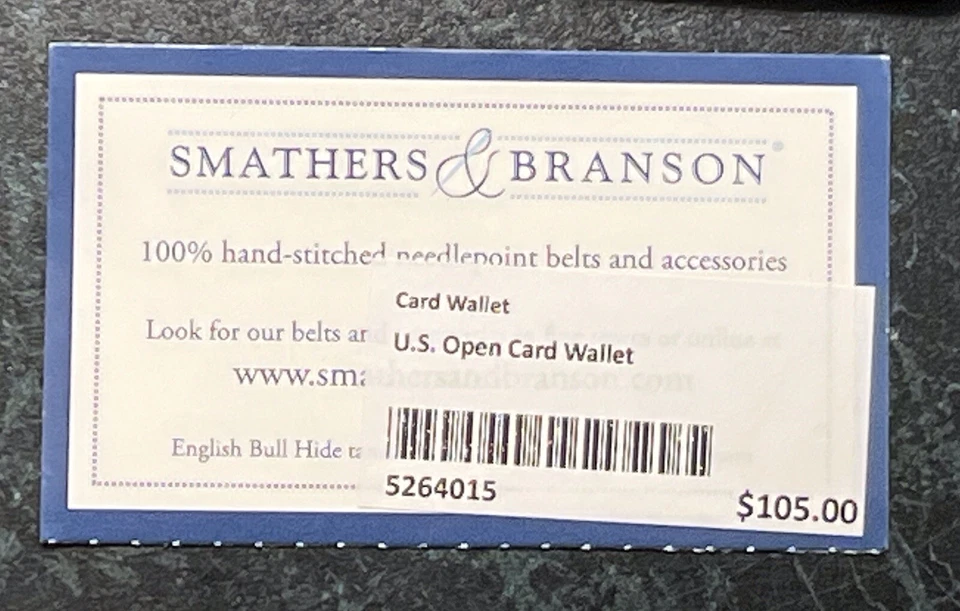 SMATHERS & BRANSON®
100% hand-stitched needlepoint belts and accessories
Look for our belts
www.sma
English Bull Hide
Card Wallet
U.S. Open Card Wallet
5264015
$105.00